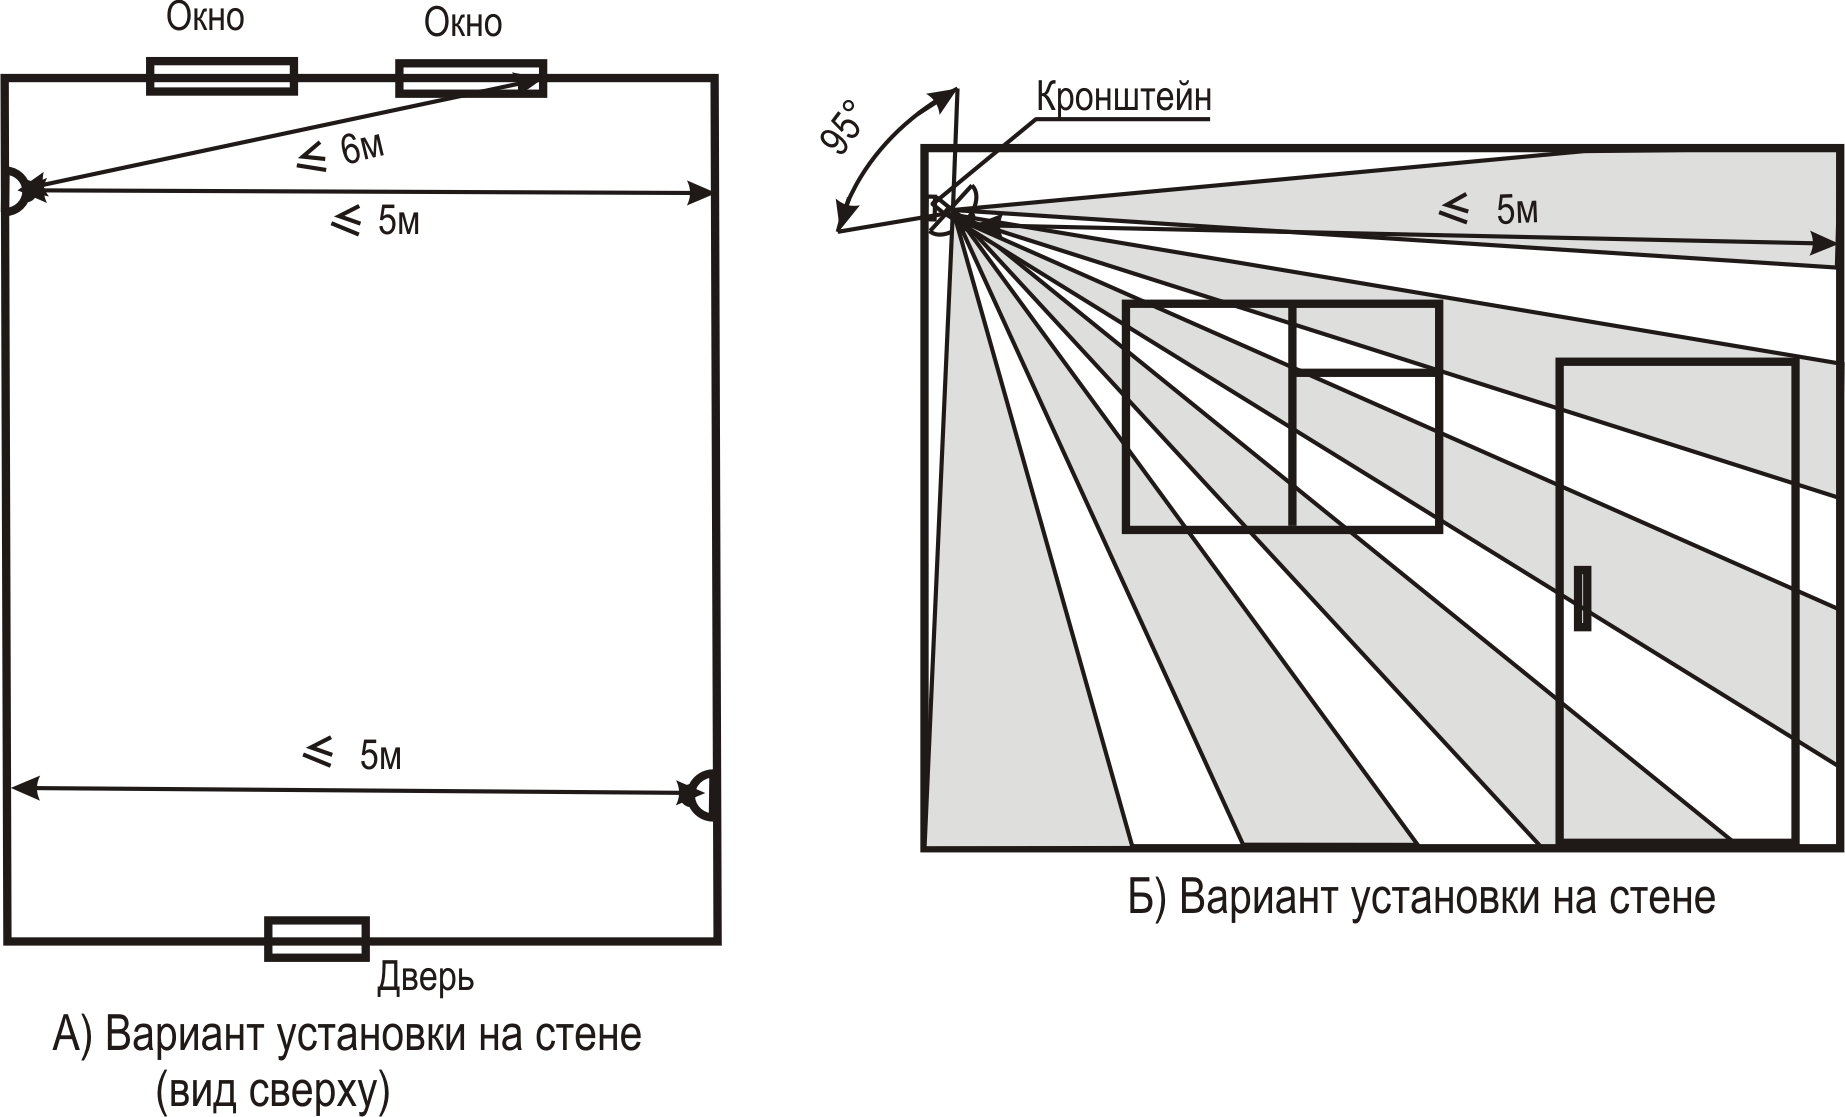 Окно
Окно
⩽ 6м
⩽ 5м
⩽ 5м
Дверь
А) Вариант установки на стене
(вид сверху)
95°
Кронштейн
⩽ 5м
Б) Вариант установки на стене